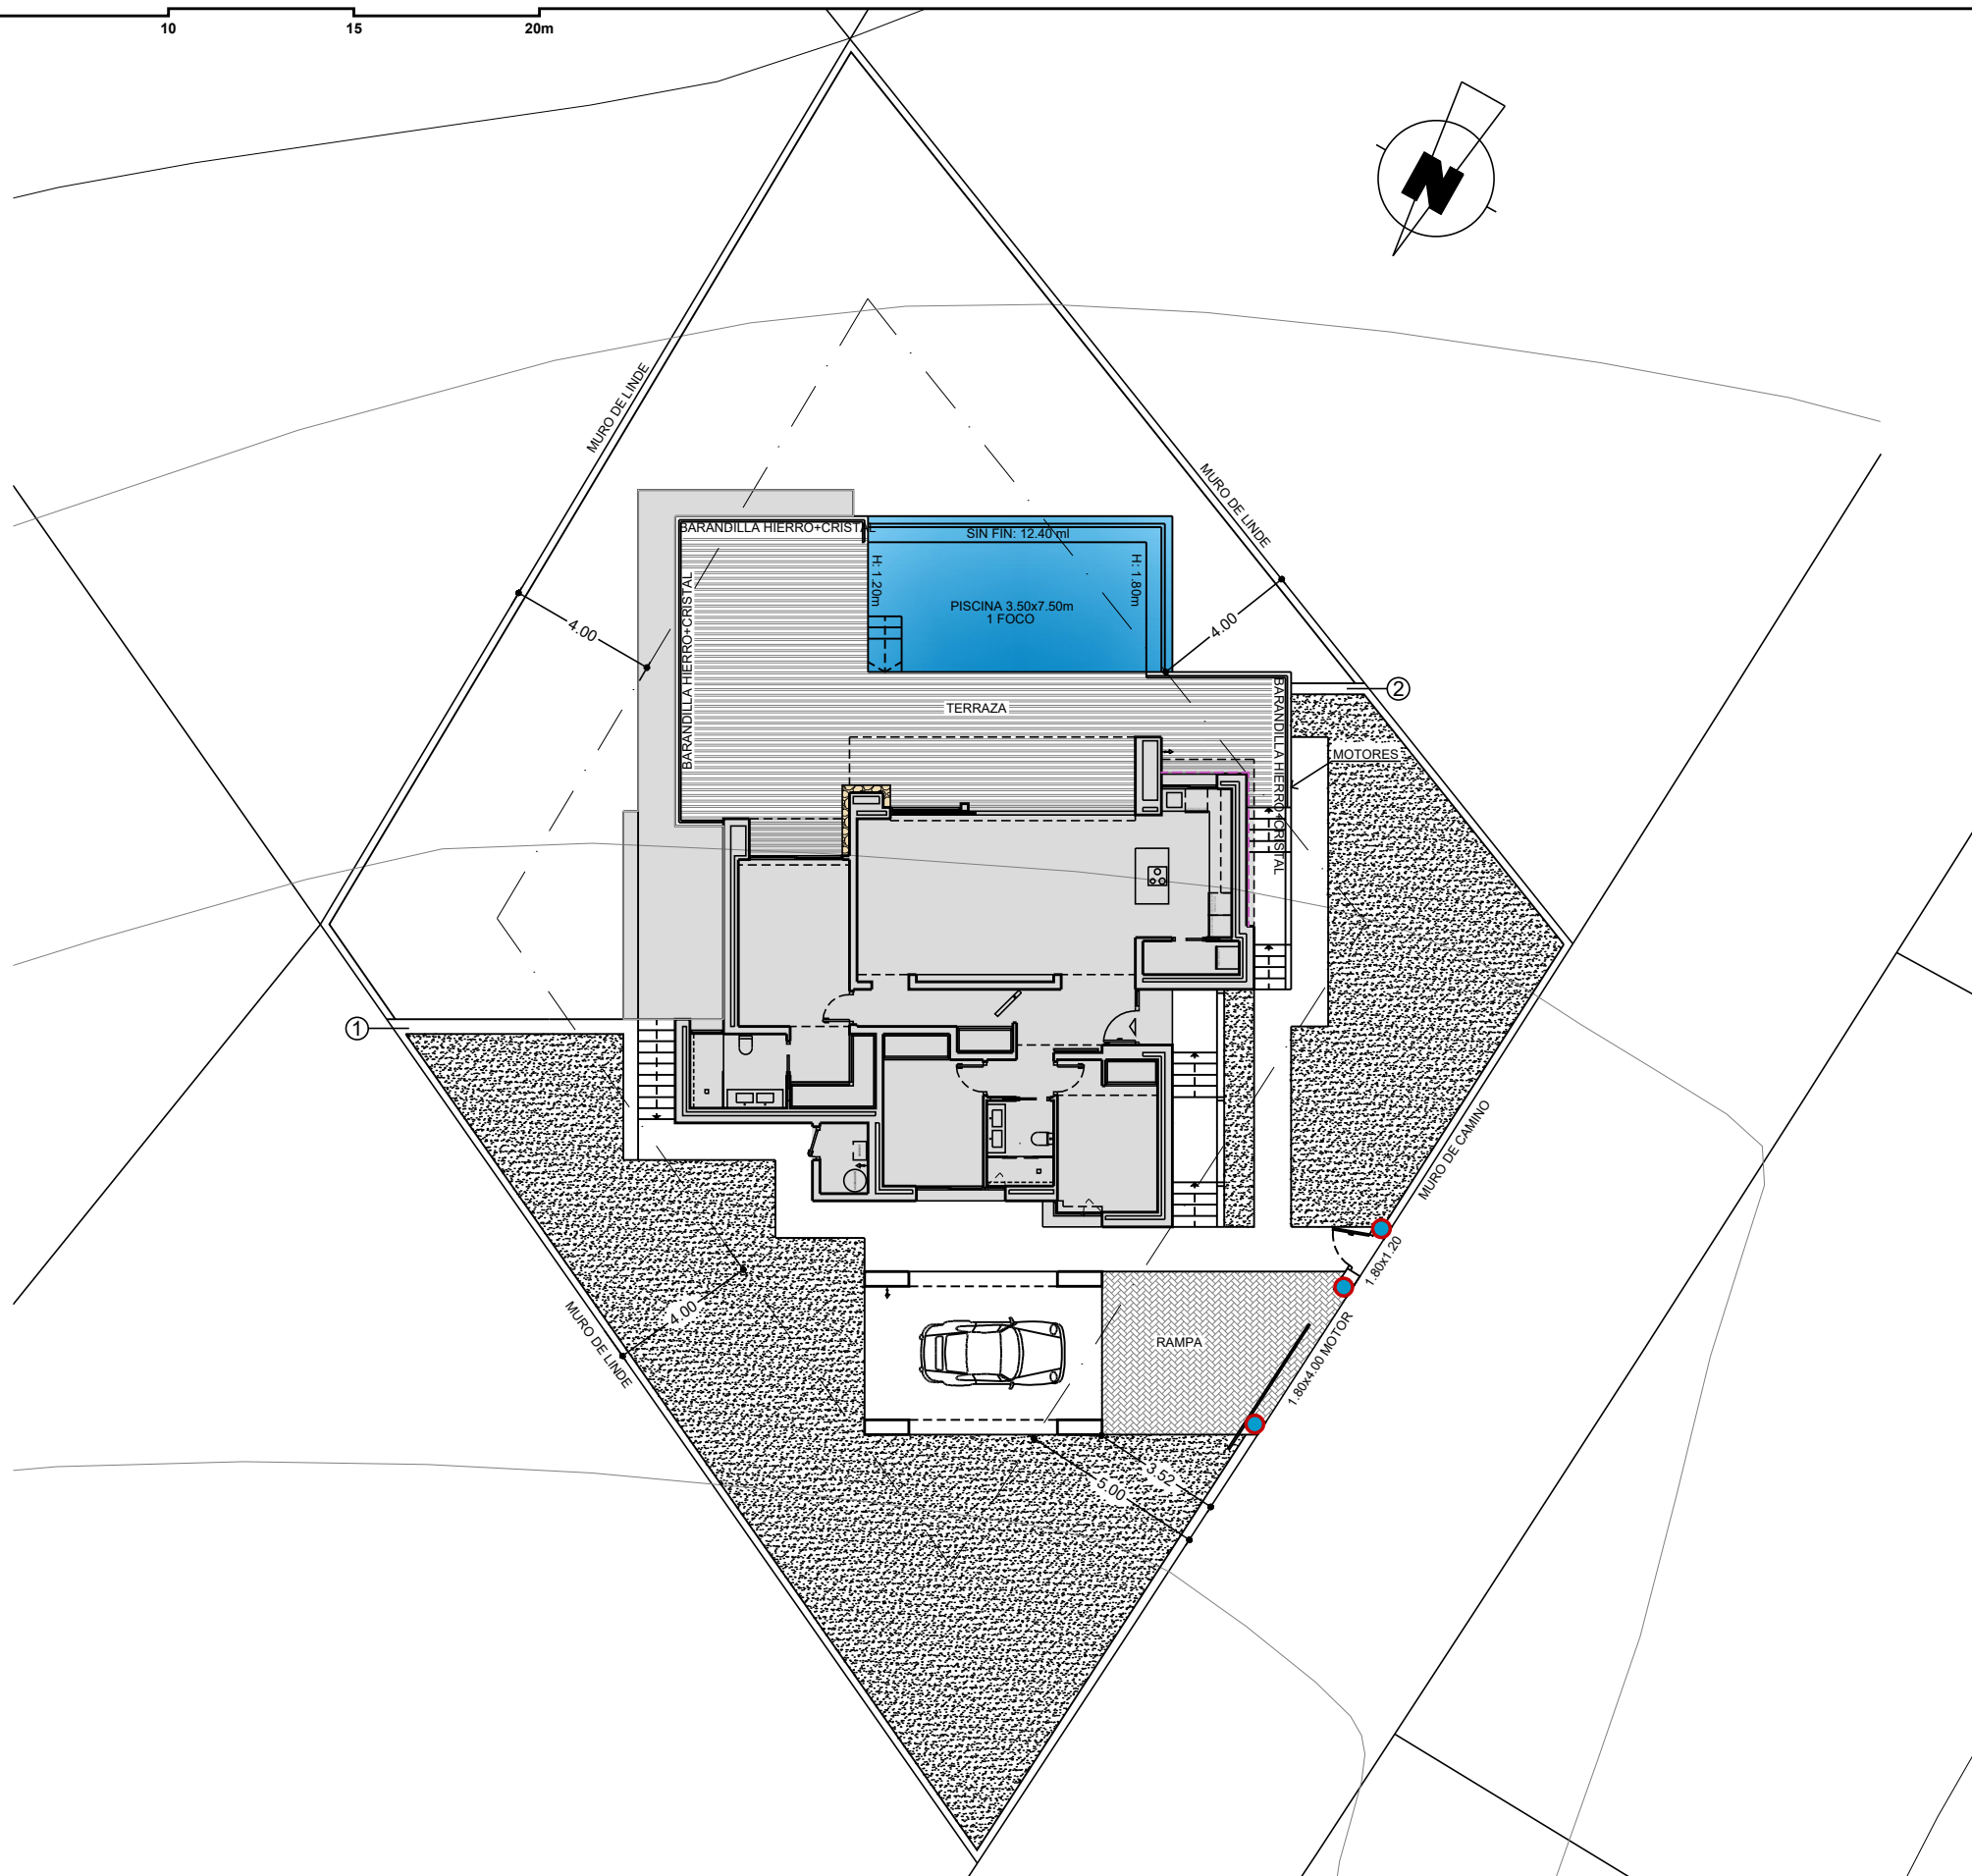 10
15
20m
N
MURO DE LINDE
MURO DE LINDE
BARANDILLA HIERRO+CRISTAL
SIN FIN: 12.40 ml
H: 1.20m
H: 1.80m
PISCINA 3.50x7.50m
1 FOCO
BARANDILLA HIERRO+CRISTAL
4.00
4.00
2
TERRAZA
BARANDILLA HIERRO+CRISTAL
MOTORES
1
MURO DE CAMINO
1.80x1.20
4.00
MURO DE LINDE
RAMPA
1.80x4.00 MOTOR
3.52
5.00